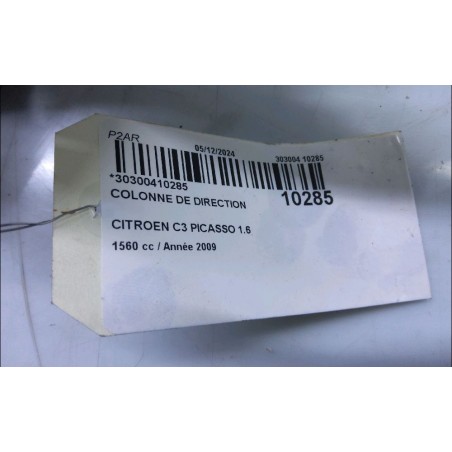 P2AR
05/12/2024 303004 10285
*30300410285
10285
COLONNE DE DIRECTION
CITROEN C3 PICASSO 1.6
1560 cc / Année 2009